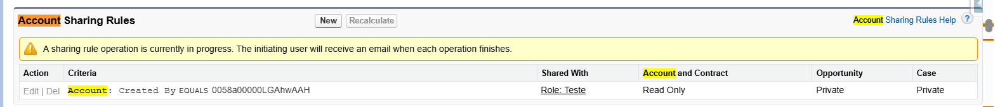 Account Sharing Rules
New
Recalculate
Account Sharing Rules Help ?
A sharing rule operation is currently in progress. The initiating user will receive an email when each operation finishes.
Action Criteria Shared With Account and Contract Opportunity Case
Edit | Del Account: Created By EQUALS 0058a00000LGAhwAAH Role: Teste Read Only Private Private